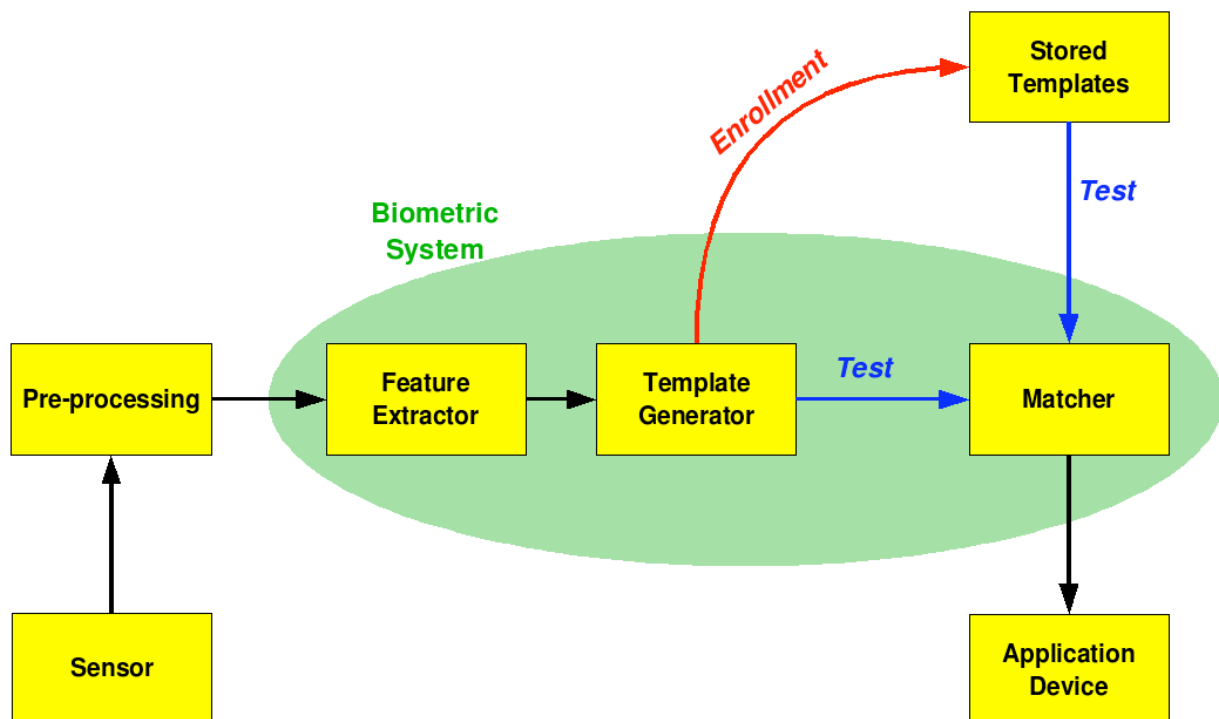 Stored
Templates
Enrollment
Test
Biometric
System
Pre-processing
Feature
Extractor
Template
Generator
Test
Matcher
Sensor
Application
Device